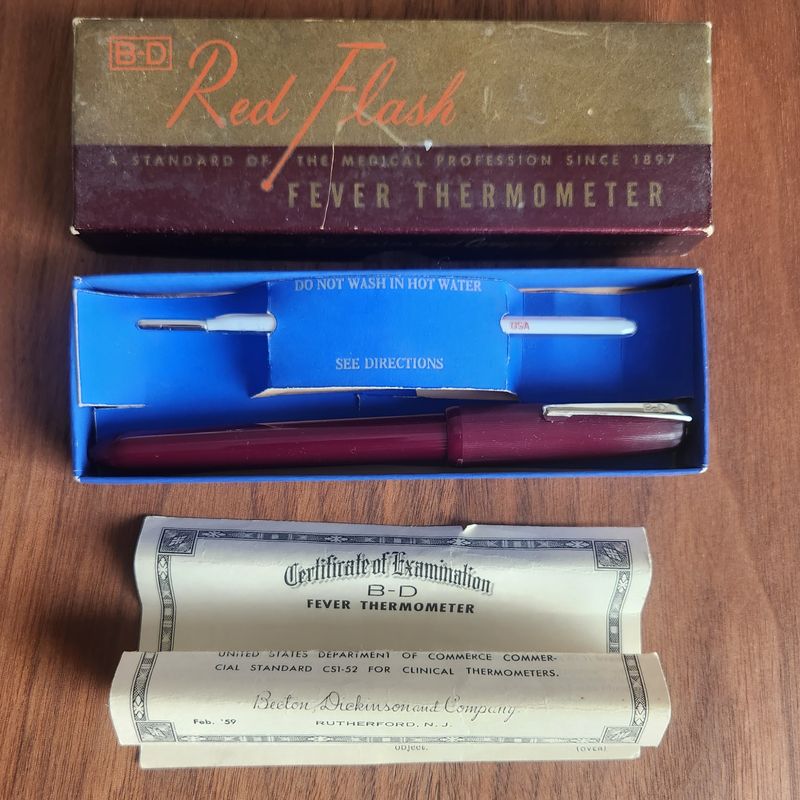 B-D
Red Flash
A STANDARD OF THE MEDICAL PROFESSION SINCE 1897
FEVER THERMOMETER
DO NOT WASH IN HOT WATER
USA
SEE DIRECTIONS
B-D
Certificate of Examination
B-D
FEVER THERMOMETER
UNITED STATES DEPARTMENT OF COMMERCE COMMER-
CIAL STANDARD CS1-52 FOR CLINICAL THERMOMETERS.
Becton, Dickinson and Company
Feb. '59
RUTHERFORD, N. J.
object.
(OVER)